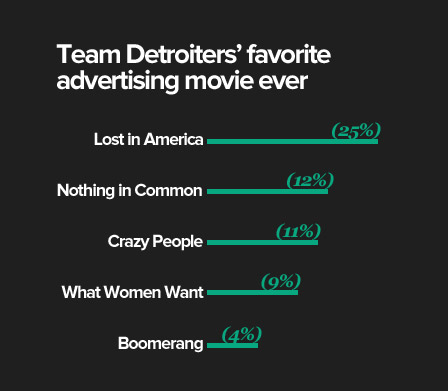 Team Detroiters’ favorite
advertising movie ever
Lost in America (25%)
Nothing in Common (12%)
Crazy People (11%)
What Women Want (9%)
Boomerang (4%)